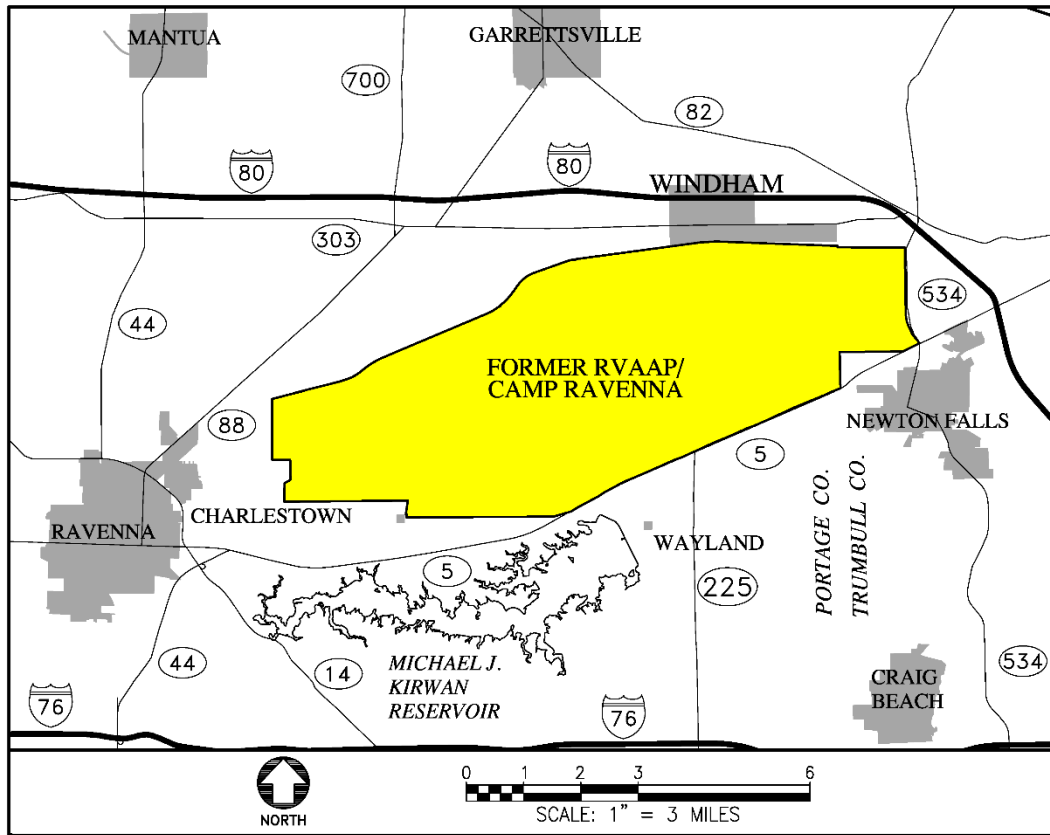 MANTUA
GARRETTSVILLE
700
82
80
80
WINDHAM
303
44
534
FORMER RVAAP/
CAMP RAVENNA
88
NEWTON FALLS
5
CHARLESTOWN
RAVENNA
WAYLAND
PORTAGE CO.
TRUMBULL CO.
5
225
44
14
MICHAEL J.
KIRWAN
RESERVOIR
534
CRAIG
BEACH
76
76
0 1 2 3 6
SCALE: 1" = 3 MILES
NORTH